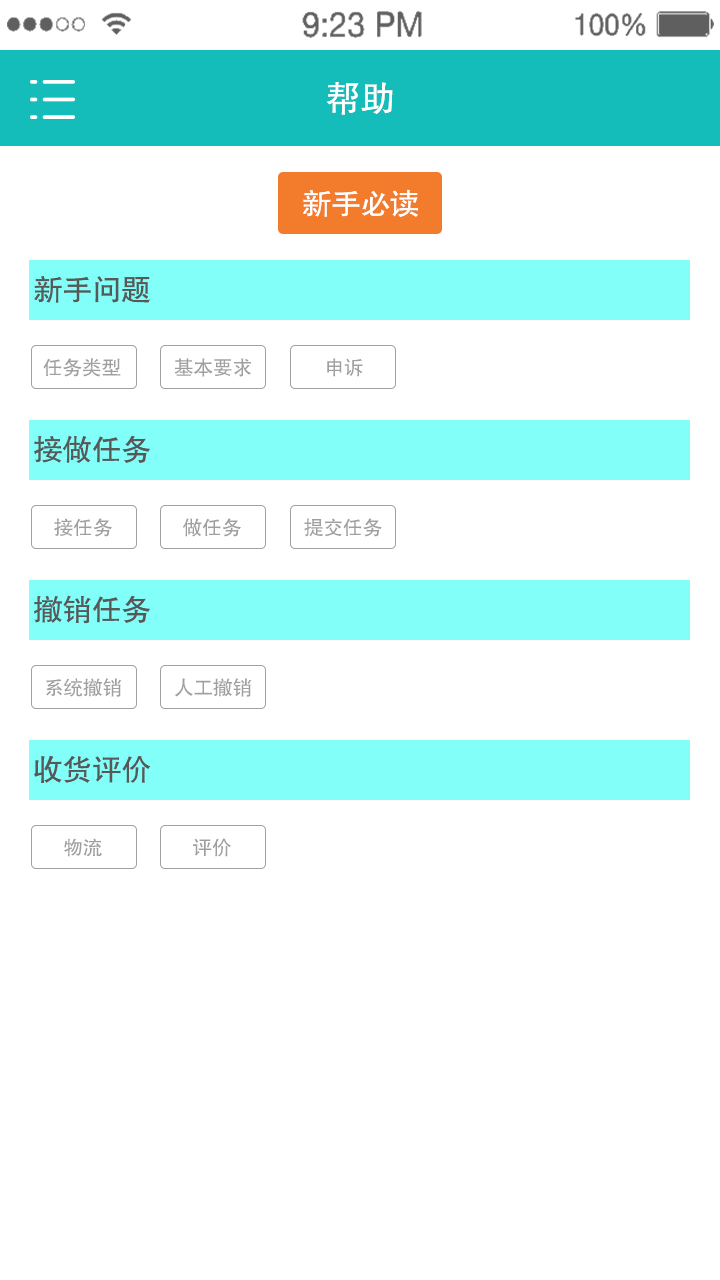 9:23 PM 100%
帮助
新手必读
新手问题
任务类型 基本要求 申诉
接做任务
接任务 做任务 提交任务
撤销任务
系统撤销 人工撤销
收货评价
物流 评价